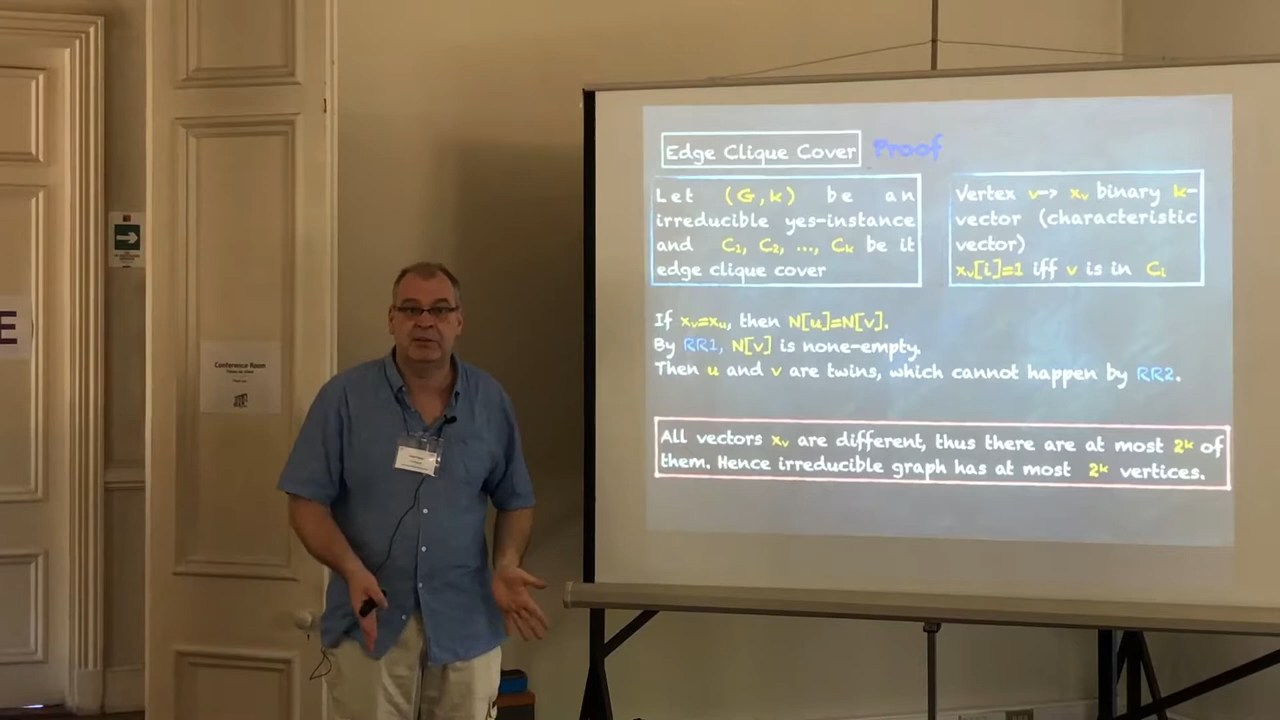 E
Conference Room
Edge Clique Cover Proof
Let (G,k) be an
irreducible yes-instance
and C₁, C₂, ..., Cₖ be it
edge clique cover
Vertex v-> xᵥ binary k-
vector (characteristic
vector)
xᵥ[i]=1 iff v is in Cᵢ
If xᵥ=xᵤ, then N[u]=N[v].
By RR1, N[v] is none-empty.
Then u and v are twins, which cannot happen by RR2.
All vectors xᵥ are different, thus there are at most 2ᵏ of
them. Hence irreducible graph has at most 2ᵏ vertices.